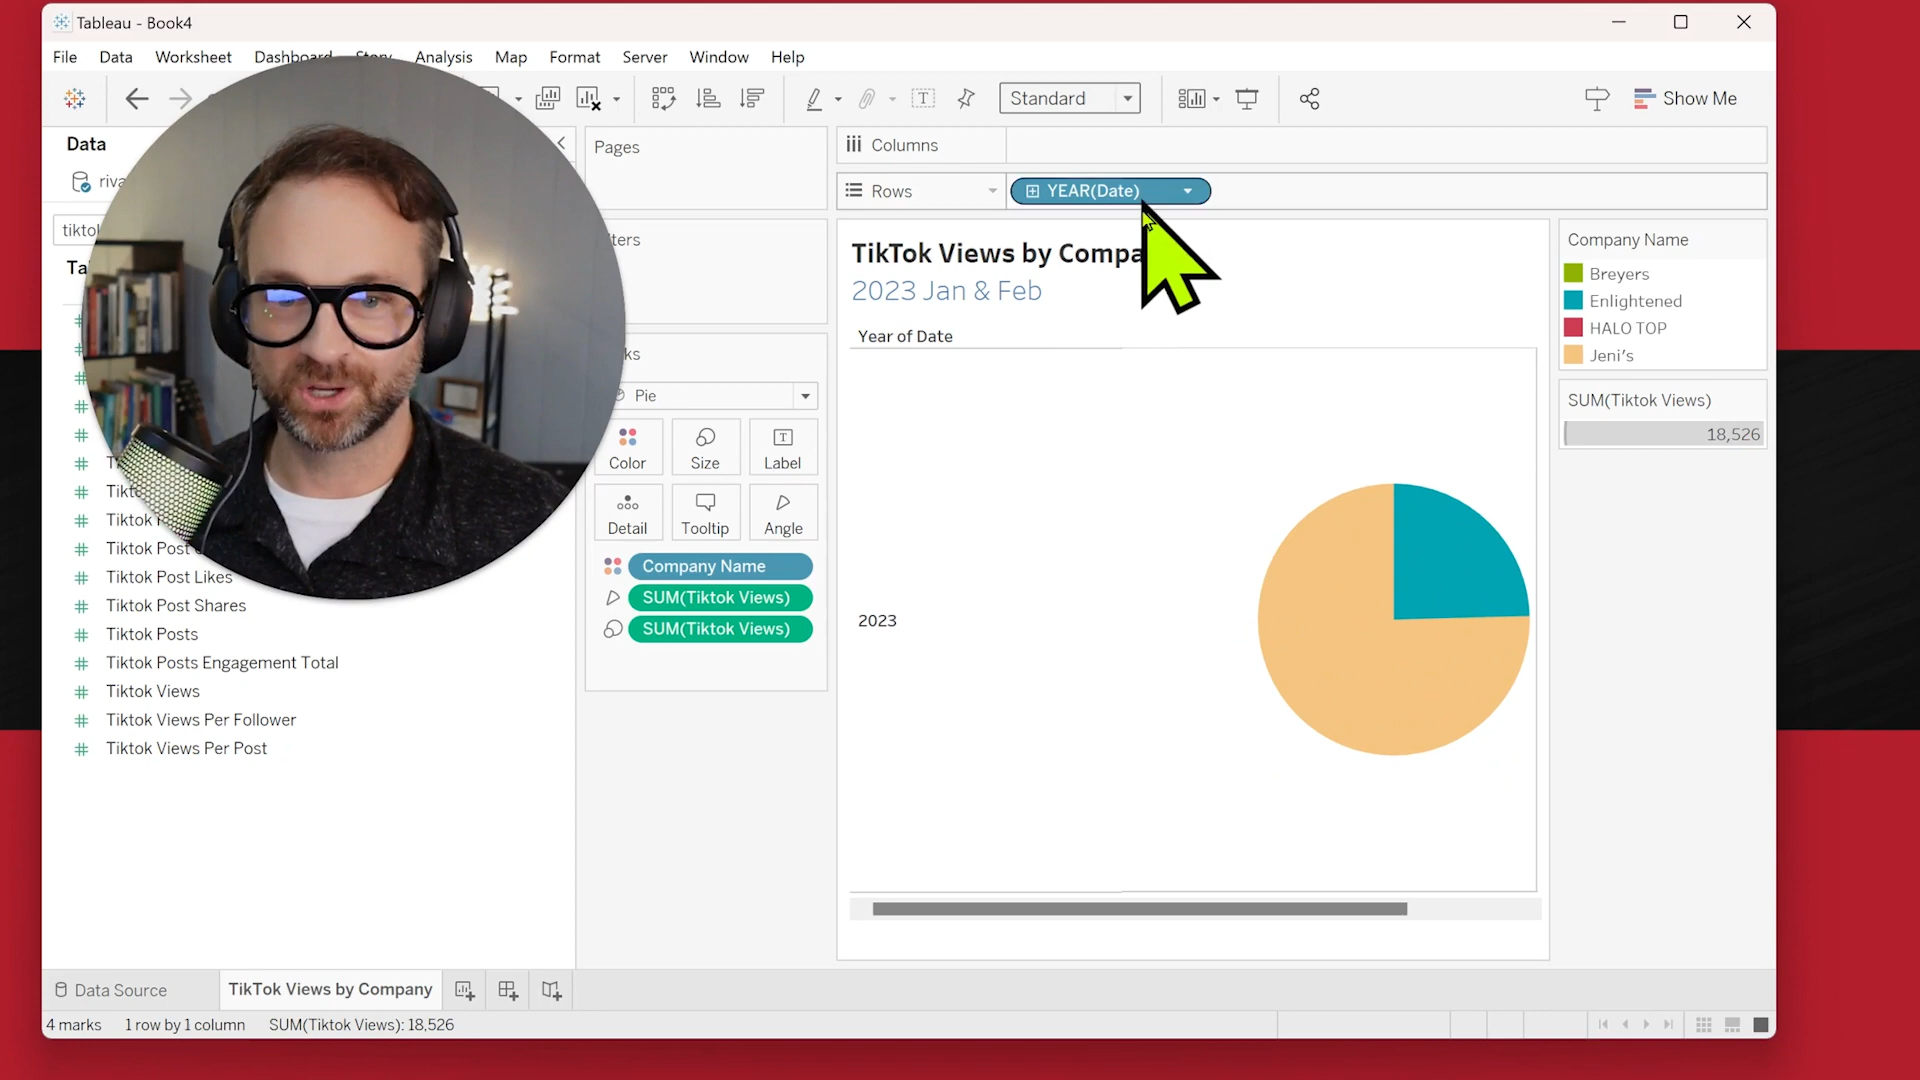 Tableau - Book4
File Data Worksheet Dashboard Story Analysis Map Format Server Window Help
Standard
Show Me
Data
Pages
Columns
Rows
YEAR(Date)
TikTok Views by Compa
2023 Jan & Feb
Year of Date
2023
Pie
Color Size Label
Detail Tooltip Angle
Company Name
SUM(Tiktok Views)
SUM(Tiktok Views)
Tiktok Post Likes
Tiktok Post Shares
Tiktok Posts
Tiktok Posts Engagement Total
Tiktok Views
Tiktok Views Per Follower
Tiktok Views Per Post
Company Name
Breyers
Enlightened
HALO TOP
Jeni's
SUM(Tiktok Views)
18,526
Data Source
TikTok Views by Company
4 marks 1 row by 1 column SUM(Tiktok Views): 18,526